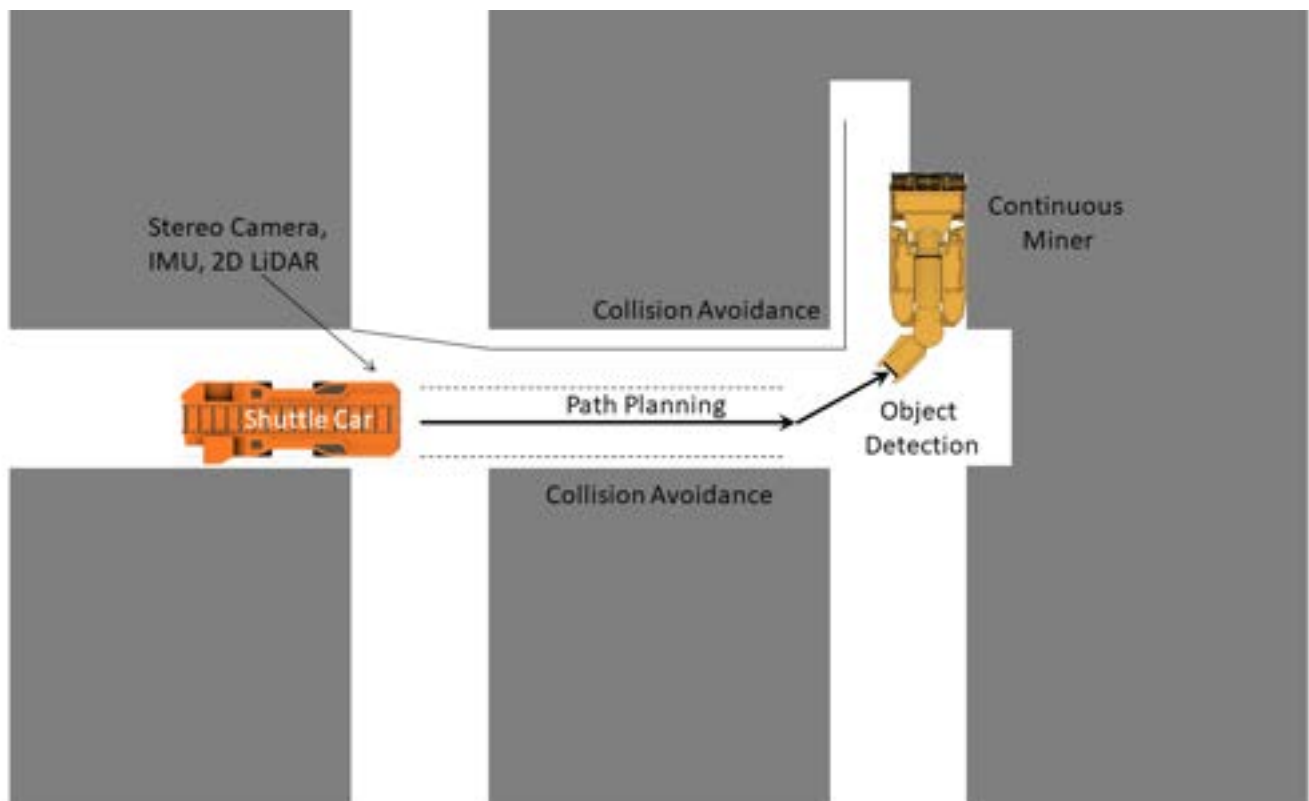 Stereo Camera,
IMU, 2D LiDAR
Continuous
Miner
Collision Avoidance
Shuttle Car
Path Planning
Object
Detection
Collision Avoidance